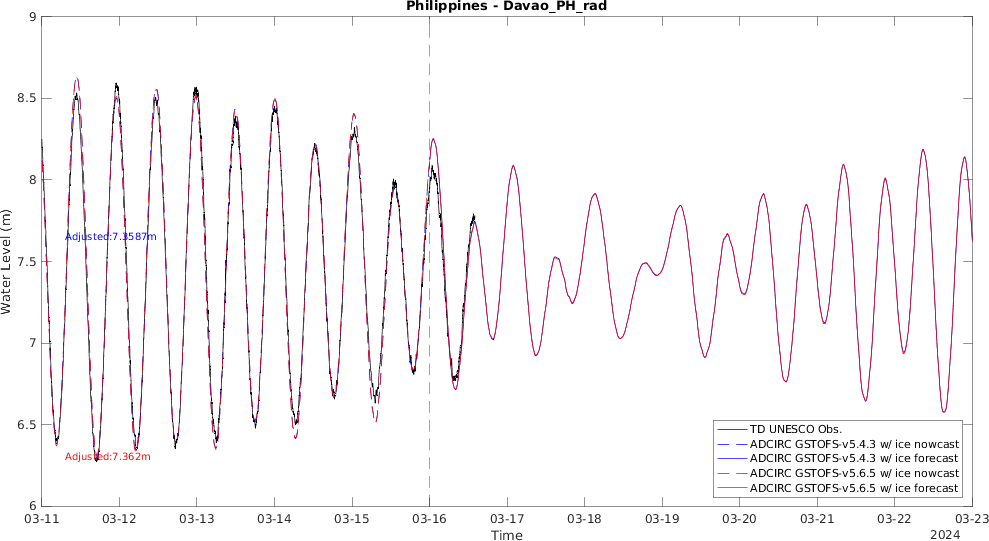 Philippines - Davao_PH_rad
9
8.5
8
7.5
7
6.5
6
Water Level (m)
Adjusted:7.3587m
Adjusted:7.362m
TD UNESCO Obs.
ADCIRC GSTOFS-v5.4.3 w/ ice nowcast
ADCIRC GSTOFS-v5.4.3 w/ ice forecast
ADCIRC GSTOFS-v5.6.5 w/ ice nowcast
ADCIRC GSTOFS-v5.6.5 w/ ice forecast
03-11 03-12 03-13 03-14 03-15 03-16 03-17 03-18 03-19 03-20 03-21 03-22 03-23
Time
2024